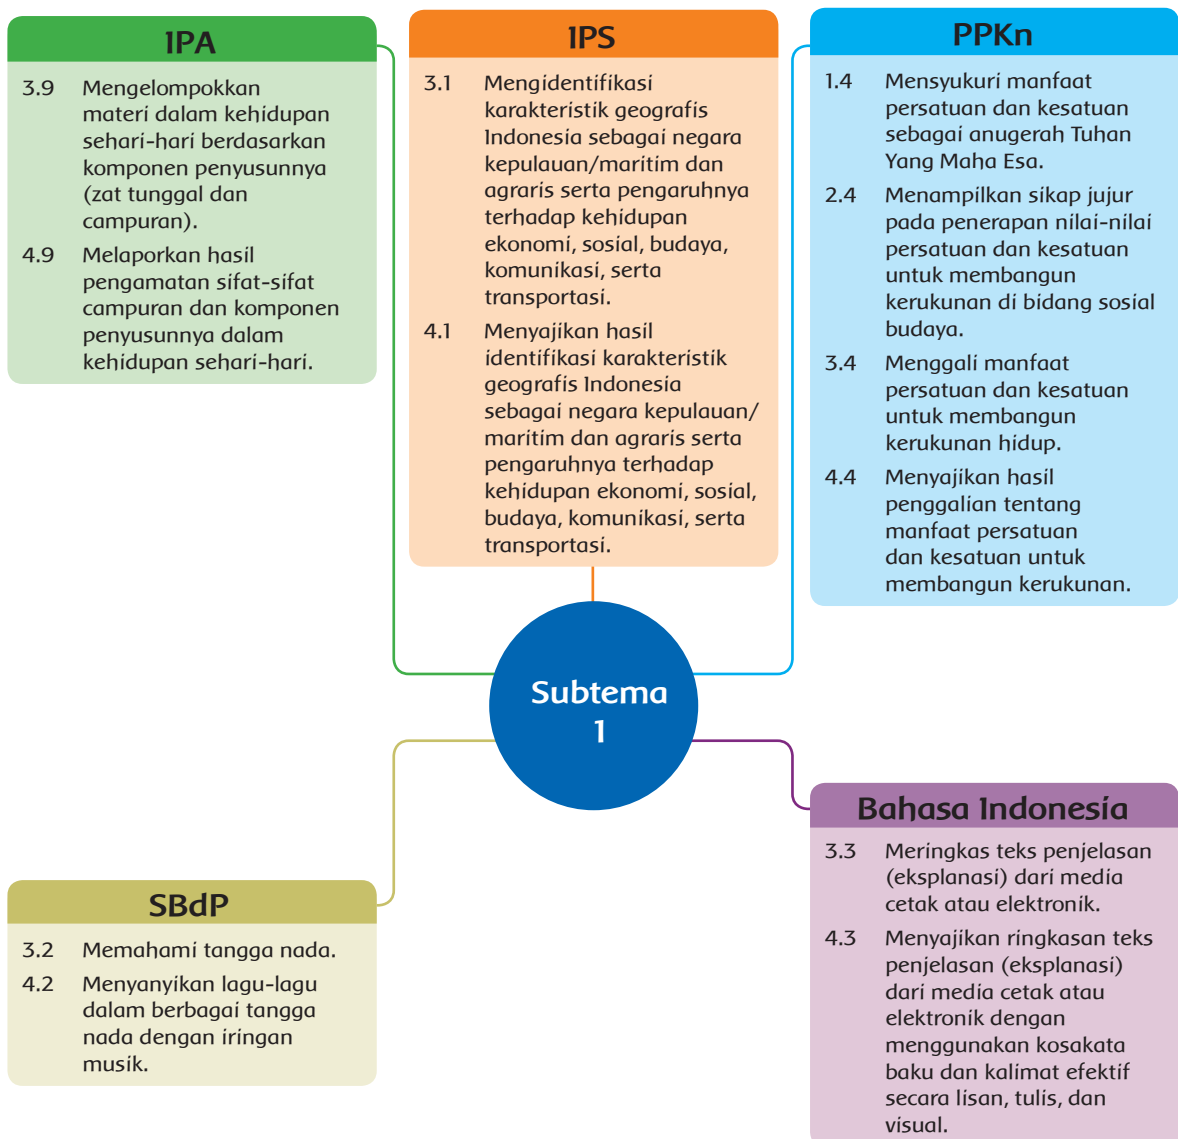 IPA
3.9 Mengelompokkan
materi dalam kehidupan
sehari-hari berdasarkan
komponen penyusunnya
(zat tunggal dan
campuran).
4.9 Melaporkan hasil
pengamatan sifat-sifat
campuran dan komponen
penyusunnya dalam
kehidupan sehari-hari.
IPS
3.1 Mengidentifikasi
karakteristik geografis
Indonesia sebagai negara
kepulauan/maritim dan
agraris serta pengaruhnya
terhadap kehidupan
ekonomi, sosial, budaya,
komunikasi, serta
transportasi.
4.1 Menyajikan hasil
identifikasi karakteristik
geografis Indonesia
sebagai negara kepulauan/
maritim dan agraris serta
pengaruhnya terhadap
kehidupan ekonomi, sosial,
budaya, komunikasi, serta
transportasi.
PPKn
1.4 Mensyukuri manfaat
persatuan dan kesatuan
sebagai anugerah Tuhan
Yang Maha Esa.
2.4 Menampilkan sikap jujur
pada penerapan nilai-nilai
persatuan dan kesatuan
untuk membangun
kerukunan di bidang sosial
budaya.
3.4 Menggali manfaat
persatuan dan kesatuan
untuk membangun
kerukunan hidup.
4.4 Menyajikan hasil
penggalian tentang
manfaat persatuan
dan kesatuan untuk
membangun kerukunan.
Subtema
1
SBdP
3.2 Memahami tangga nada.
4.2 Menyanyikan lagu-lagu
dalam berbagai tangga
nada dengan iringan
musik.
Bahasa Indonesia
3.3 Meringkas teks penjelasan
(eksplanasi) dari media
cetak atau elektronik.
4.3 Menyajikan ringkasan teks
penjelasan (eksplanasi)
dari media cetak atau
elektronik dengan
menggunakan kosakata
baku dan kalimat efektif
secara lisan, tulis, dan
visual.